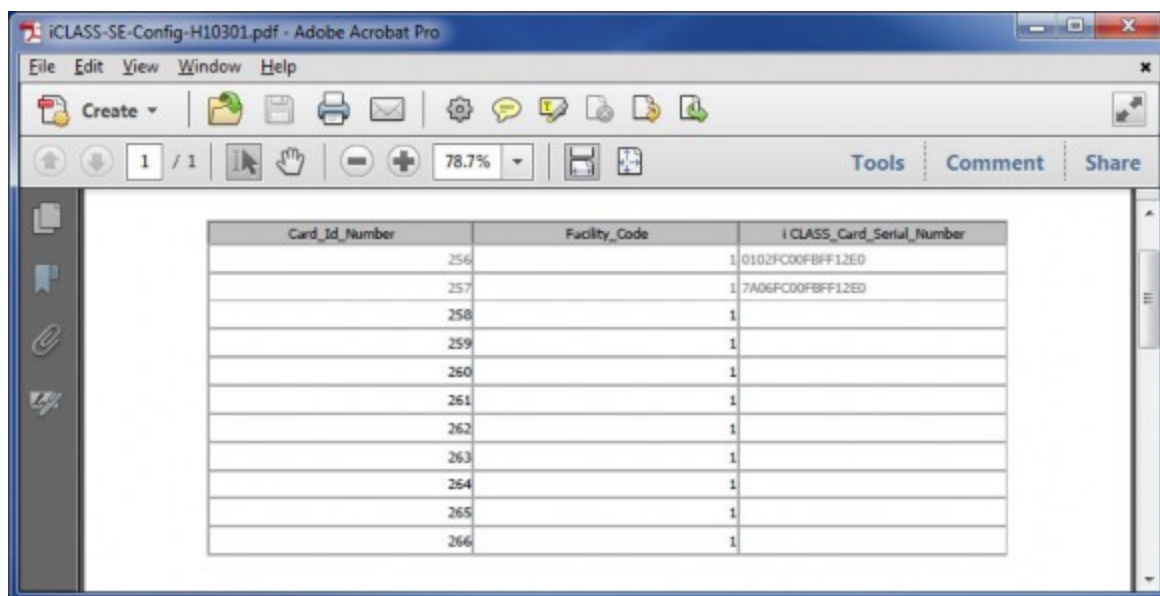 iCLASS-SE-Config-H10301.pdf - Adobe Acrobat Pro
File Edit View Window Help
Create
1 / 1 78.7% Tools Comment Share
Card_Id_Number Facility_Code iCLASS_Card_Serial_Number
256 1 0102FC00FBFF12E0
257 1 7A06FC00FBFF12E0
258 1
259 1
260 1
261 1
262 1
263 1
264 1
265 1
266 1